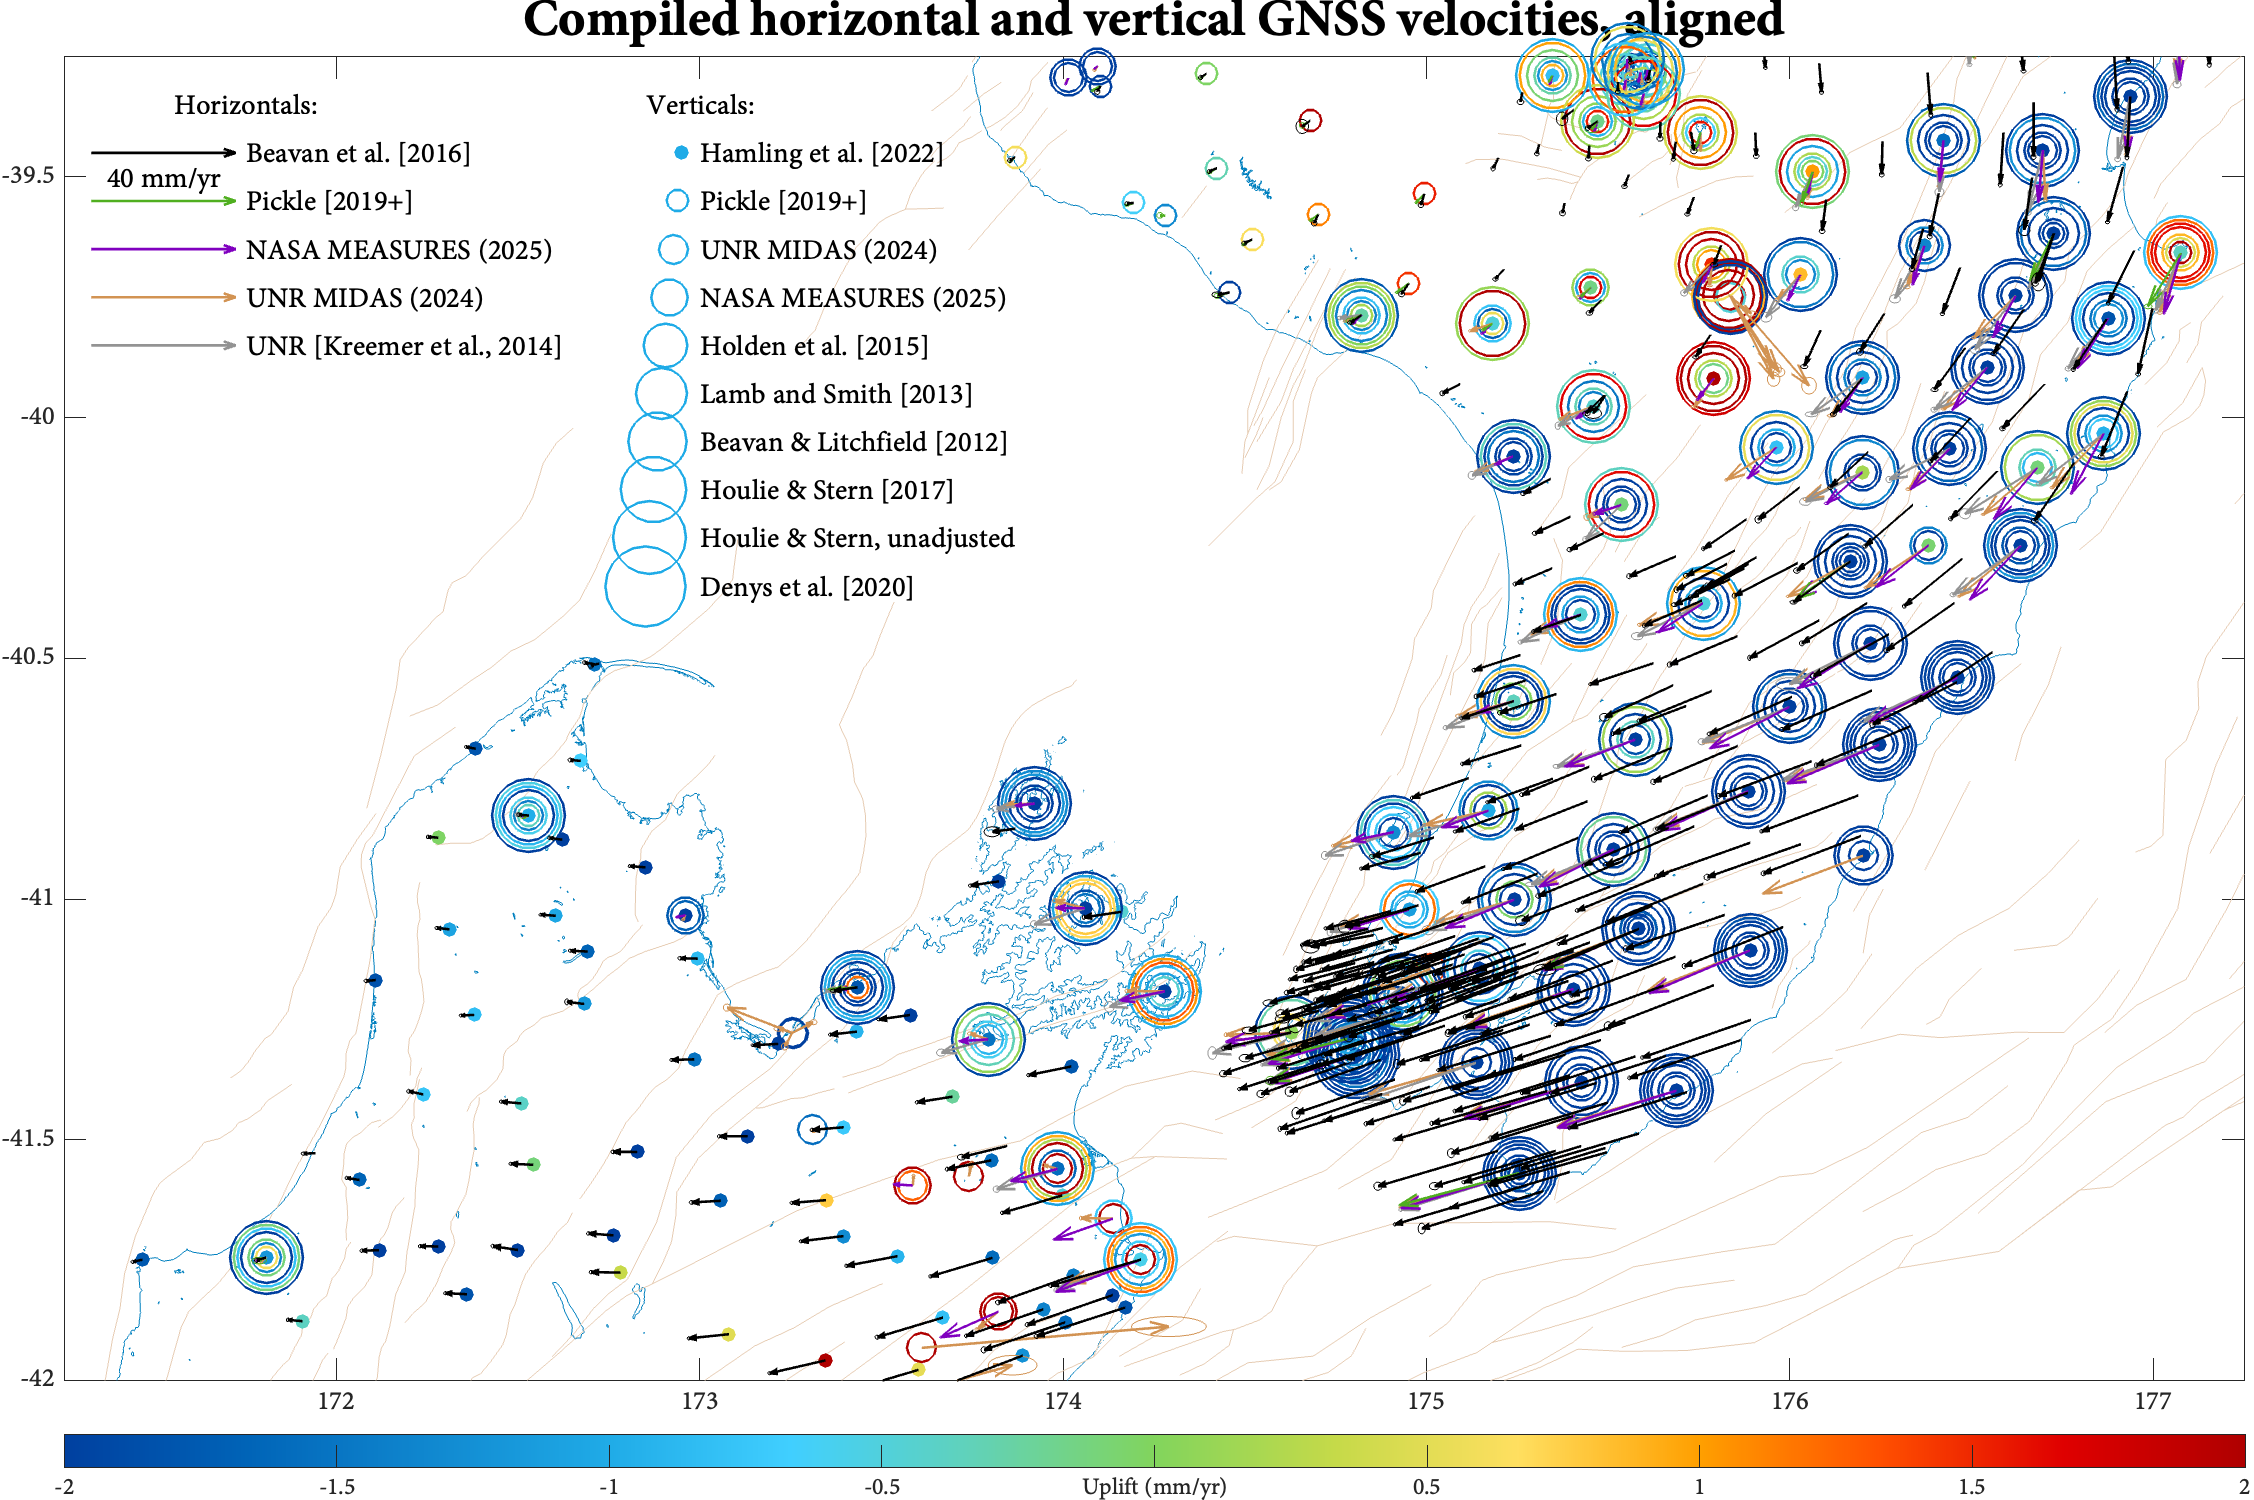 Compiled horizontal and vertical GNSS velocities, aligned
Horizontals:
Beavan et al. [2016]
40 mm/yr
Pickle [2019+]
NASA MEASURES (2025)
UNR MIDAS (2024)
UNR [Kreemer et al., 2014]
Verticals:
Hamling et al. [2022]
Pickle [2019+]
UNR MIDAS (2024)
NASA MEASURES (2025)
Holden et al. [2015]
Lamb and Smith [2013]
Beavan & Litchfield [2012]
Houlie & Stern [2017]
Houlie & Stern, unadjusted
Denys et al. [2020]
-39.5
-40
-40.5
-41
-41.5
-42
172 173 174 175 176 177
-2 -1.5 -1 -0.5 Uplift (mm/yr) 0.5 1 1.5 2